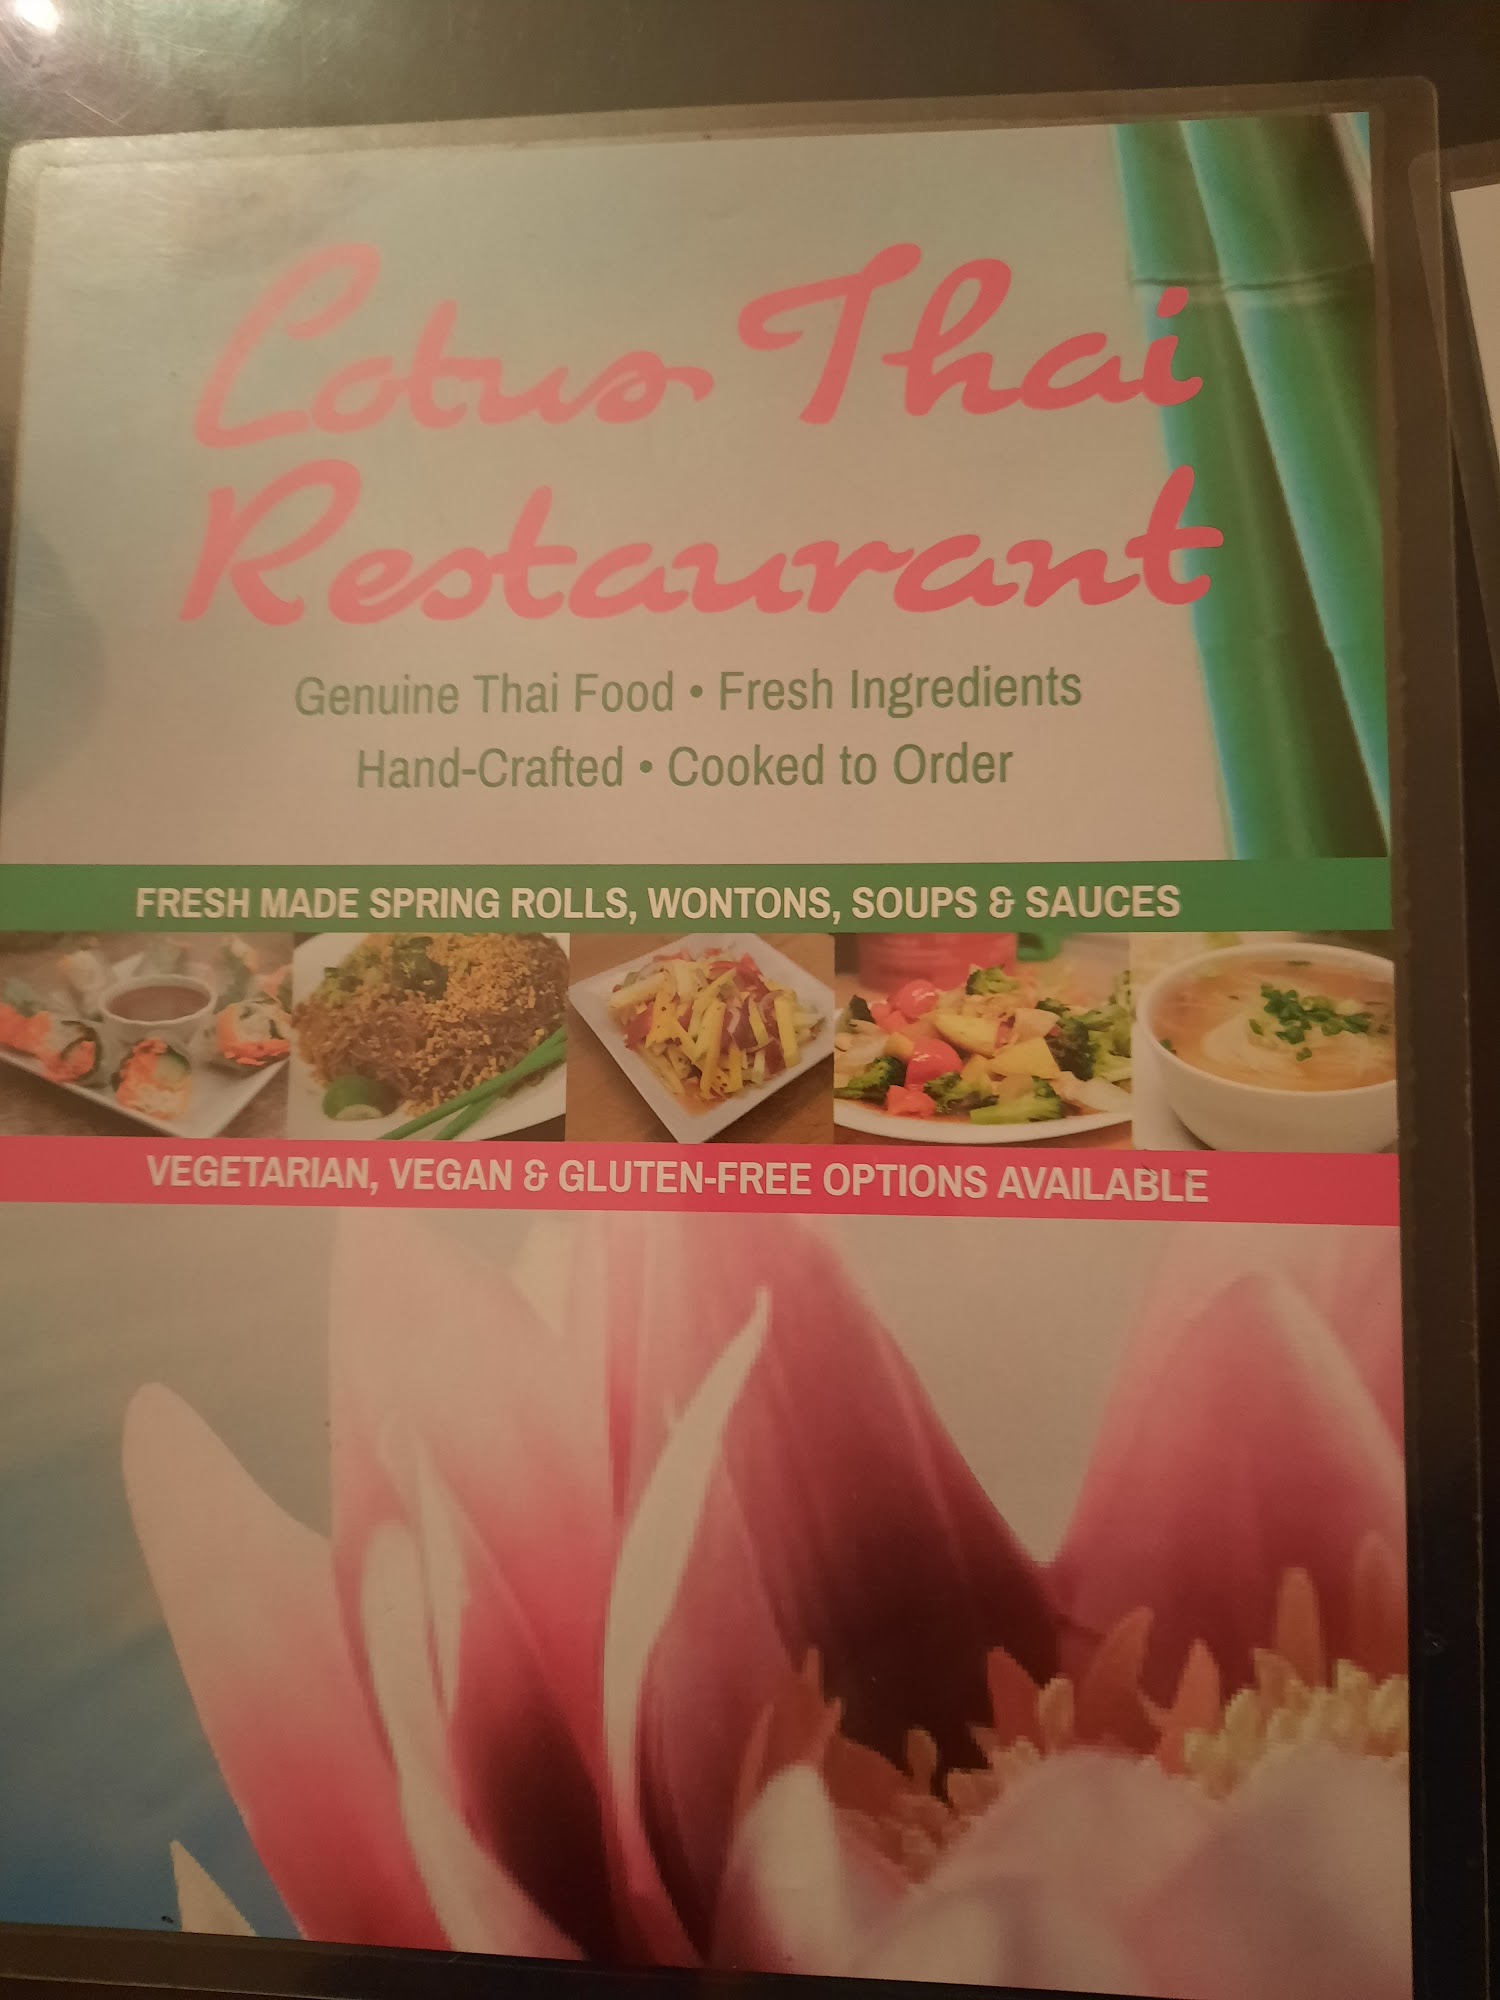 Lotus Thai
Restaurant
Genuine Thai Food • Fresh Ingredients
Hand-Crafted • Cooked to Order
FRESH MADE SPRING ROLLS, WONTONS, SOUPS & SAUCES
VEGETARIAN, VEGAN & GLUTEN-FREE OPTIONS AVAILABLE